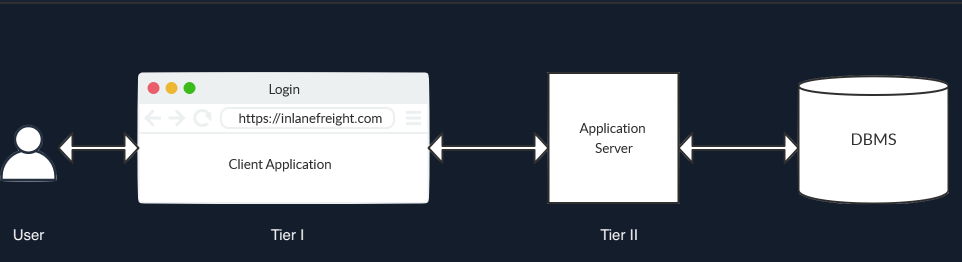 Login
https://inlanefreight.com
Client Application
Application
Server
DBMS
User
Tier I
Tier II